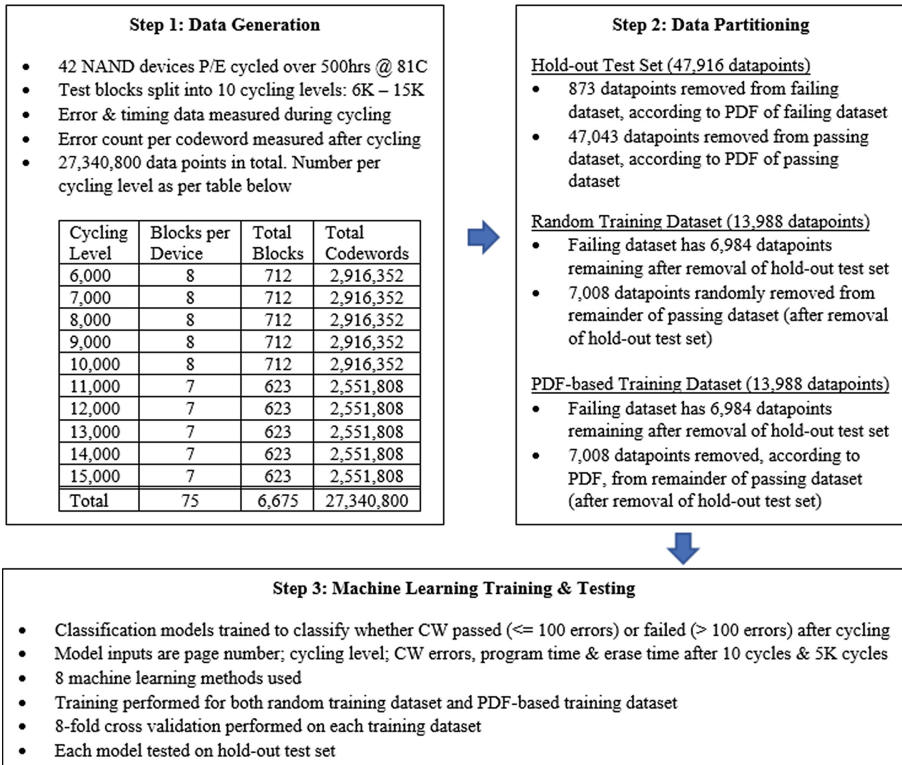 Step 1: Data Generation
• 42 NAND devices P/E cycled over 500hrs @ 81C
• Test blocks split into 10 cycling levels: 6K – 15K
• Error & timing data measured during cycling
• Error count per codeword measured after cycling
• 27,340,800 data points in total. Number per
cycling level as per table below
Cycling Level Blocks per Device Total Blocks Total Codewords
6,000 8 712 2,916,352
7,000 8 712 2,916,352
8,000 8 712 2,916,352
9,000 8 712 2,916,352
10,000 8 712 2,916,352
11,000 7 623 2,551,808
12,000 7 623 2,551,808
13,000 7 623 2,551,808
14,000 7 623 2,551,808
15,000 7 623 2,551,808
Total 75 6,675 27,340,800
Step 2: Data Partitioning
Hold-out Test Set (47,916 datapoints)
• 873 datapoints removed from failing
dataset, according to PDF of failing dataset
• 47,043 datapoints removed from passing
dataset, according to PDF of passing
dataset
Random Training Dataset (13,988 datapoints)
• Failing dataset has 6,984 datapoints
remaining after removal of hold-out test set
• 7,008 datapoints randomly removed from
remainder of passing dataset (after removal
of hold-out test set)
PDF-based Training Dataset (13,988 datapoints)
• Failing dataset has 6,984 datapoints
remaining after removal of hold-out test set
• 7,008 datapoints removed, according to
PDF, from remainder of passing dataset
(after removal of hold-out test set)
Step 3: Machine Learning Training & Testing
• Classification models trained to classify whether CW passed (<= 100 errors) or failed (> 100 errors) after cycling
• Model inputs are page number; cycling level; CW errors, program time & erase time after 10 cycles & 5K cycles
• 8 machine learning methods used
• Training performed for both random training dataset and PDF-based training dataset
• 8-fold cross validation performed on each training dataset
• Each model tested on hold-out test set